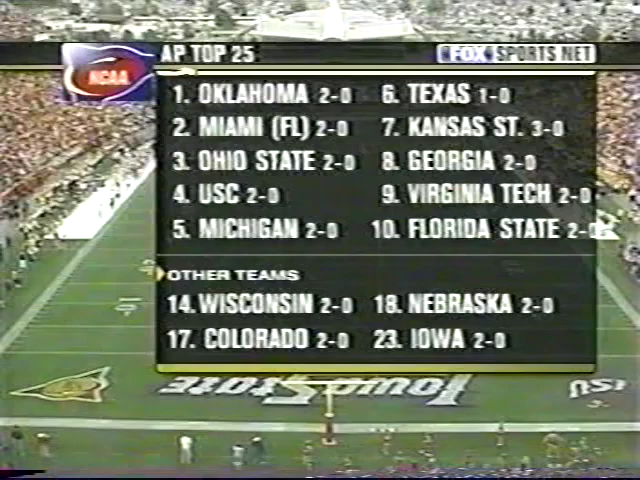 AP TOP 25
FOX SPORTS NET
NCAA
1. OKLAHOMA 2-0
2. MIAMI (FL) 2-0
3. OHIO STATE 2-0
4. USC 2-0
5. MICHIGAN 2-0
6. TEXAS 1-0
7. KANSAS ST. 3-0
8. GEORGIA 2-0
9. VIRGINIA TECH 2-0
10. FLORIDA STATE 2-0
OTHER TEAMS
14. WISCONSIN 2-0
17. COLORADO 2-0
18. NEBRASKA 2-0
23. IOWA 2-0
Iowa State
ISU